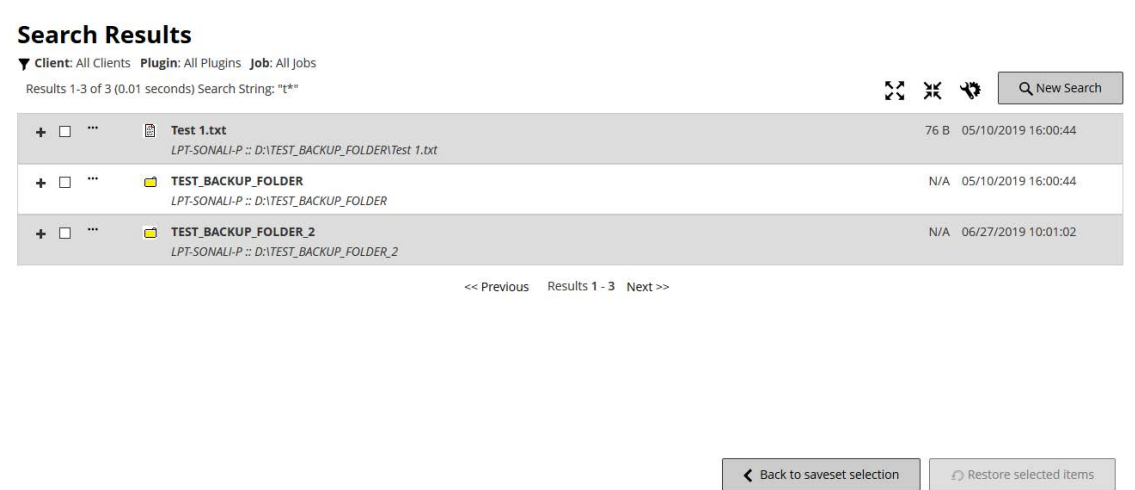 Search Results
Client: All Clients Plugin: All Plugins Job: All Jobs
Results 1-3 of 3 (0.01 seconds) Search String: "t*"
New Search
Test 1.txt 76 B 05/10/2019 16:00:44
LPT-SONALI-P :: D:\TEST_BACKUP_FOLDER\Test 1.txt
TEST_BACKUP_FOLDER N/A 05/10/2019 16:00:44
LPT-SONALI-P :: D:\TEST_BACKUP_FOLDER
TEST_BACKUP_FOLDER_2 N/A 06/27/2019 10:01:02
LPT-SONALI-P :: D:\TEST_BACKUP_FOLDER_2
<< Previous Results 1 - 3 Next >>
Back to saveset selection Restore selected items